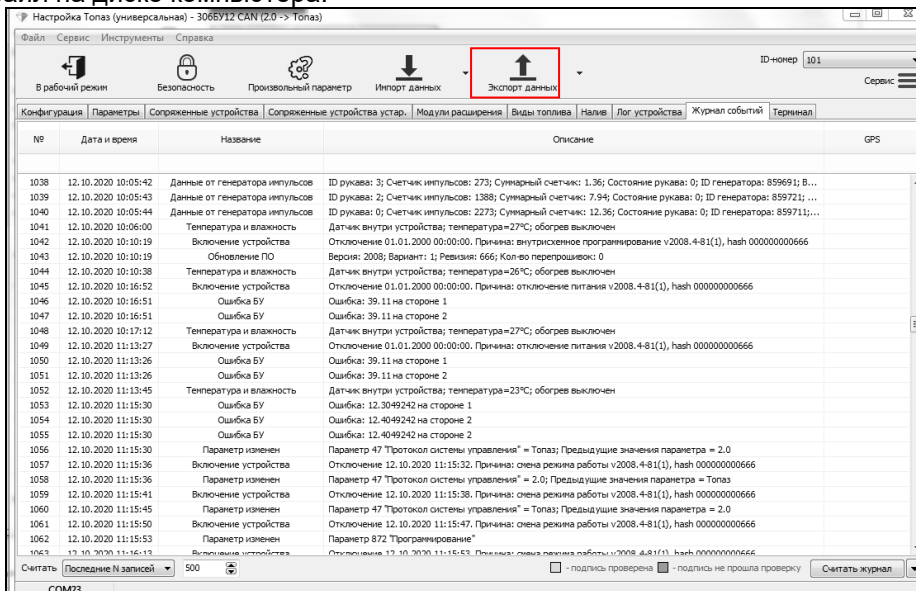 Настройка Топаз (универсальная) - 306БУ12 CAN (2.0 -> Топаз)
Файл Сервис Инструменты Справка
ID-номер 101
В рабочий режим Безопасность Произвольный параметр Импорт данных Экспорт данных Сервис
Конфигурация Параметры Сопряженные устройства Сопряженные устройства устар. Модули расширения Виды топлива Налив Лог устройства Журнал событий Терминал
№ Дата и время Название Описание GPS
1038 12.10.2020 10:05:42 Данные от генератора импульсов ID рукава: 3; Счетчик импульсов: 273; Суммарный счетчик: 1.36; Состояние рукава: 0; ID генератора: 859691; В...
1039 12.10.2020 10:05:43 Данные от генератора импульсов ID рукава: 2; Счетчик импульсов: 1388; Суммарный счетчик: 7.94; Состояние рукава: 0; ID генератора: 859721; ...
1040 12.10.2020 10:05:44 Данные от генератора импульсов ID рукава: 0; Счетчик импульсов: 2273; Суммарный счетчик: 12.36; Состояние рукава: 0; ID генератора: 859711;...
1041 12.10.2020 10:06:00 Температура и влажность Датчик внутри устройства; температура=27°C; обогрев выключен
1042 12.10.2020 10:10:19 Включение устройства Отключение 01.01.2000 00:00:00. Причина: внутрисхемное программирование v2008.4-81(1), hash 000000000666
1043 12.10.2020 10:10:19 Обновление ПО Версия: 2008; Вариант: 1; Ревизия: 666; Кол-во перепрошивок: 0
1044 12.10.2020 10:10:38 Температура и влажность Датчик внутри устройства; температура=26°C; обогрев выключен
1045 12.10.2020 10:16:52 Включение устройства Отключение 01.01.2000 00:00:00. Причина: отключение питания v2008.4-81(1), hash 000000000666
1046 12.10.2020 10:16:51 Ошибка БУ Ошибка: 39.11 на стороне 1
1047 12.10.2020 10:16:51 Ошибка БУ Ошибка: 39.11 на стороне 2
1048 12.10.2020 10:17:12 Температура и влажность Датчик внутри устройства; температура=27°C; обогрев выключен
1049 12.10.2020 11:13:27 Включение устройства Отключение 01.01.2000 00:00:00. Причина: отключение питания v2008.4-81(1), hash 000000000666
1050 12.10.2020 11:13:26 Ошибка БУ Ошибка: 39.11 на стороне 1
1051 12.10.2020 11:13:26 Ошибка БУ Ошибка: 39.11 на стороне 2
1052 12.10.2020 11:13:45 Температура и влажность Датчик внутри устройства; температура=23°C; обогрев выключен
1053 12.10.2020 11:15:30 Ошибка БУ Ошибка: 12.3049242 на стороне 1
1054 12.10.2020 11:15:30 Ошибка БУ Ошибка: 12.4049242 на стороне 2
1055 12.10.2020 11:15:30 Ошибка БУ Ошибка: 12.4049242 на стороне 2
1056 12.10.2020 11:15:30 Параметр изменен Параметр 47 "Протокол системы управления" = Топаз; Предыдущие значения параметра = 2.0
1057 12.10.2020 11:15:36 Включение устройства Отключение 12.10.2020 11:15:32. Причина: смена режима работы v2008.4-81(1), hash 000000000666
1058 12.10.2020 11:15:36 Параметр изменен Параметр 47 "Протокол системы управления" = 2.0; Предыдущие значения параметра = Топаз
1059 12.10.2020 11:15:41 Включение устройства Отключение 12.10.2020 11:15:38. Причина: смена режима работы v2008.4-81(1), hash 000000000666
1060 12.10.2020 11:15:45 Параметр изменен Параметр 47 "Протокол системы управления" = Топаз; Предыдущие значения параметра = 2.0
1061 12.10.2020 11:15:50 Включение устройства Отключение 12.10.2020 11:15:47. Причина: смена режима работы v2008.4-81(1), hash 000000000666
1062 12.10.2020 11:15:53 Параметр изменен Параметр 872 "Программирование"
1063 12.10.2020 11:16:13 Включение устройства Отключение 12.10.2020 11:15:53. Причина: смена режима работы v2008.4-81(1), hash 000000000666
Считать Последние N записей 500 - подпись проверена - подпись не прошла проверку Считать журнал
COM23